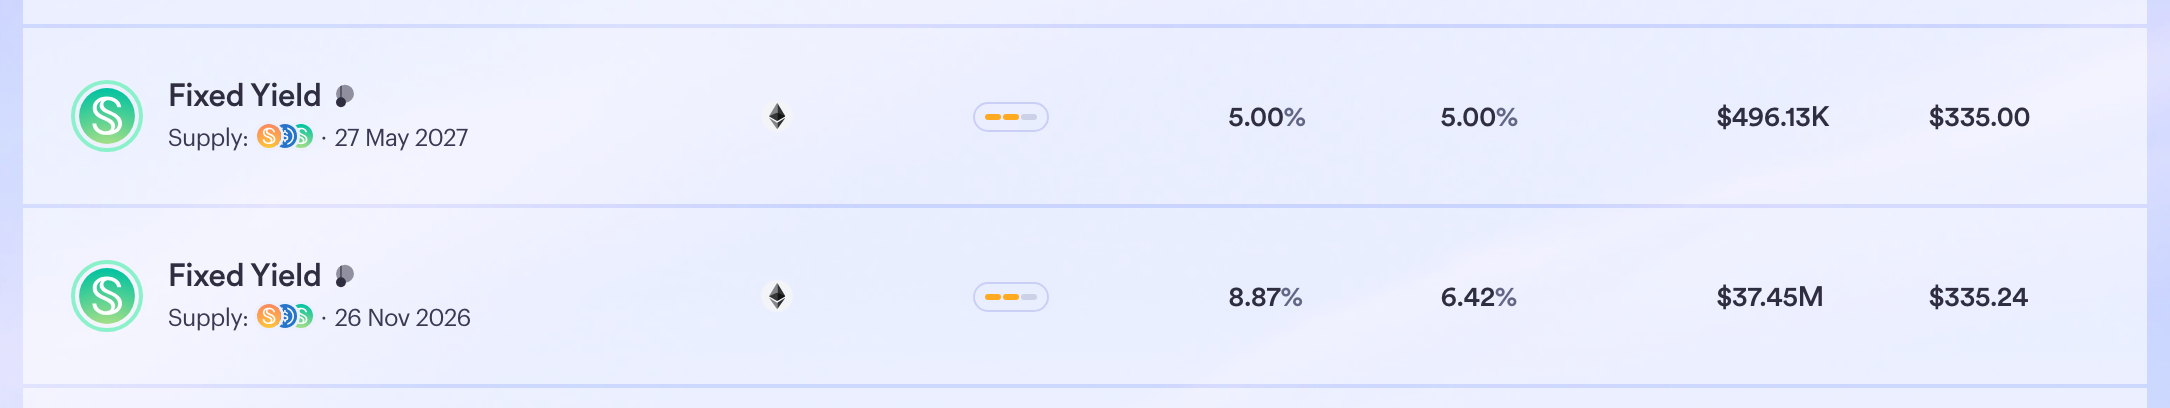 Fixed Yield
5.00% 5.00% $496.13K $335.00
Supply: · 27 May 2027
Fixed Yield
8.87% 6.42% $37.45M $335.24
Supply: · 26 Nov 2026